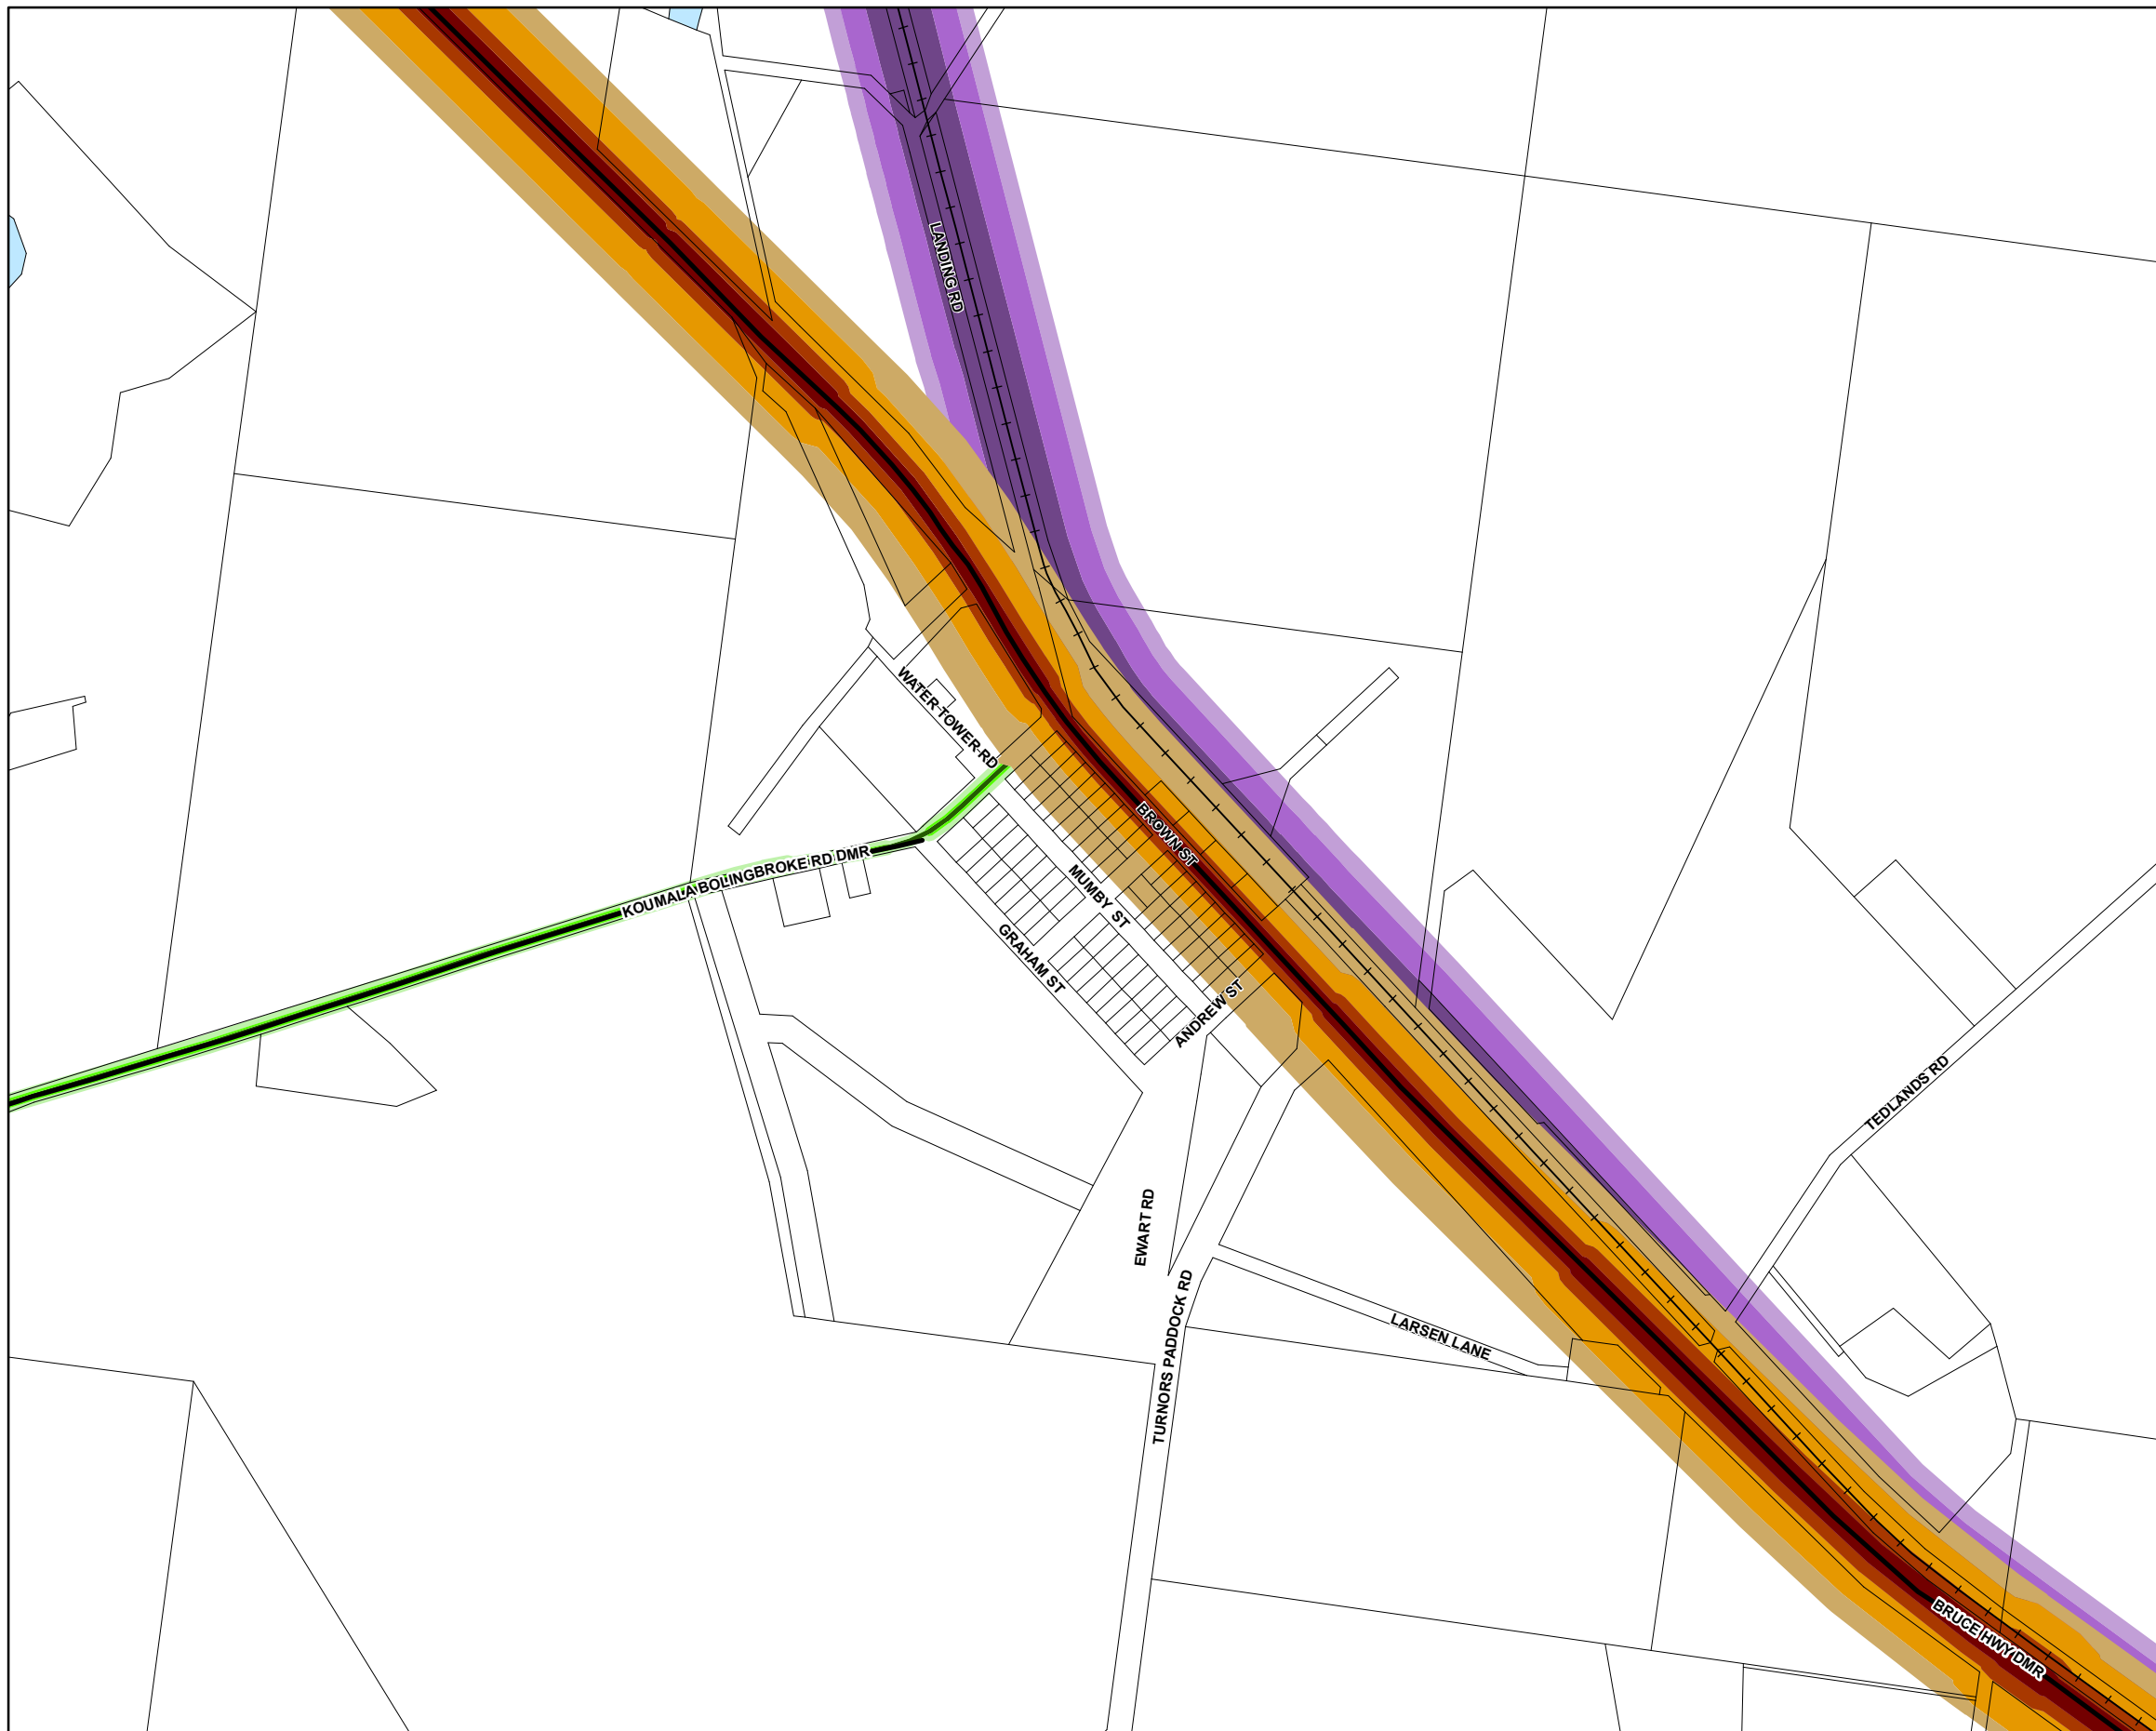 LANDING RD
WATER TOWER RD
BROWN ST
KOUMALA BOLINGBROKE RD DMR
MUMBY ST
GRAHAM ST
ANDREW ST
TEDLANDS RD
EWART RD
TURNORS PADDOCK RD
LARSEN LANE
BRUCE HWY DMR